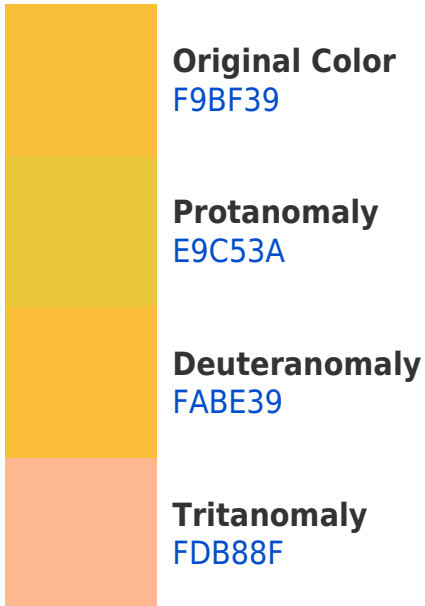 Original Color
F9BF39
Protanomaly
E9C53A
Deuteranomaly
FABE39
Tritanomaly
FDB88F